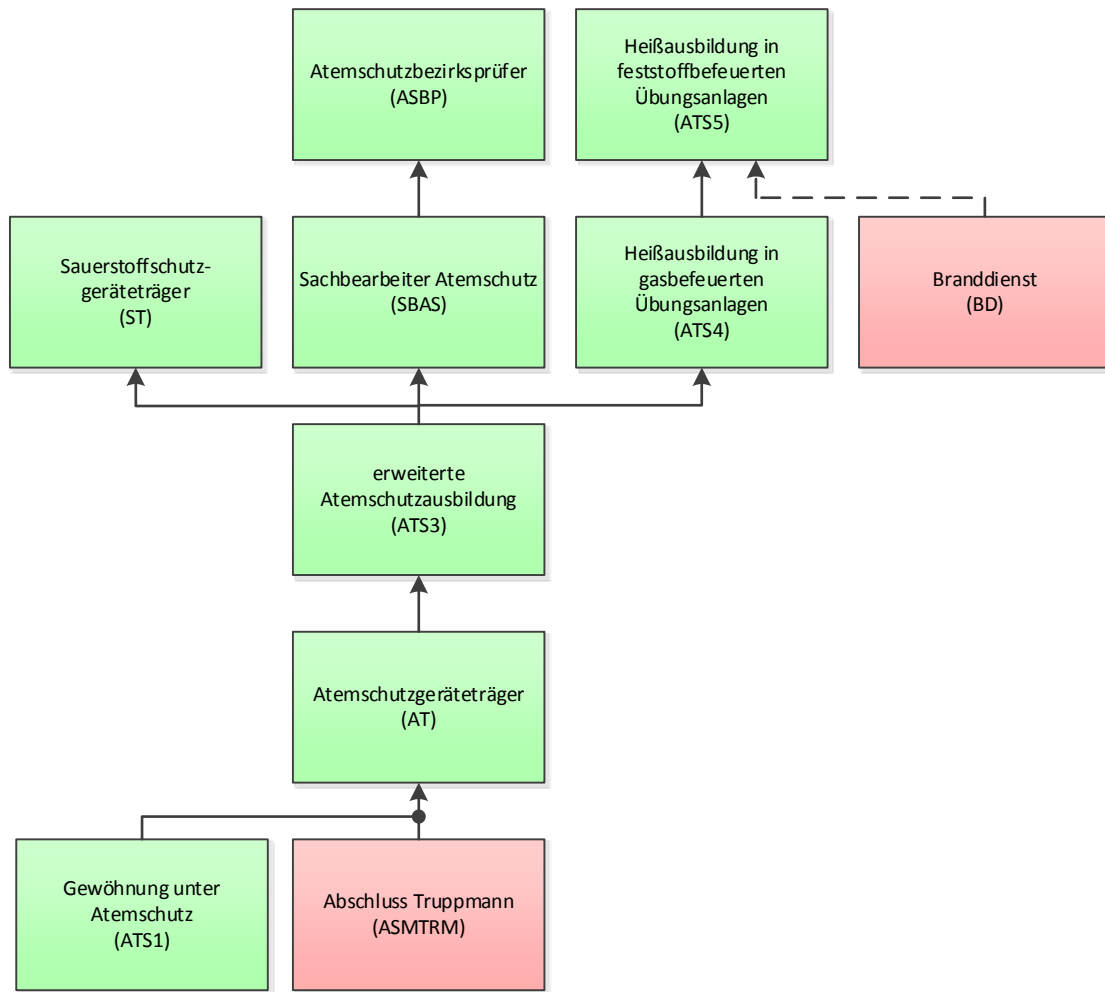 Atemschutzbezirksprüfer
(ASBP)
Heißausbildung in
feststoffbefeuerten
Übungsanlagen
(ATS5)
Sauerstoffschutz-
geräteträger
(ST)
Sachbearbeiter Atemschutz
(SBAS)
Heißausbildung in
gasbefeuerten
Übungsanlagen
(ATS4)
Branddienst
(BD)
erweiterte
Atemschutzausbildung
(ATS3)
Atemschutzgeräteträger
(AT)
Gewöhnung unter
Atemschutz
(ATS1)
Abschluss Truppmann
(ASMTRM)